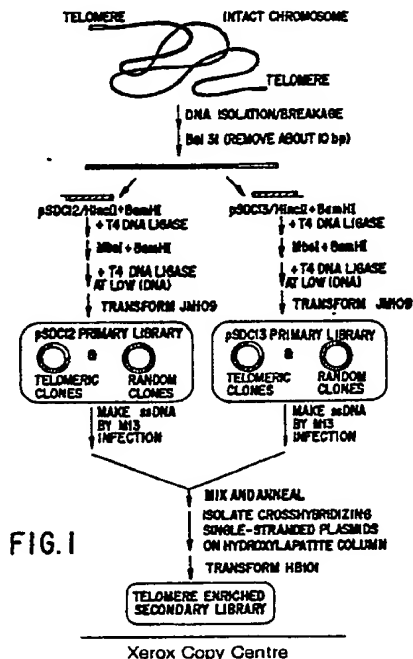 TELOMERE
INTACT CHROMOSOME
TELOMERE
DNA ISOLATION/BREAKAGE
Bal 31 (REMOVE ABOUT 10 bp)
pSDC12/HincII+BamHI
pSDC13/HincII+BamHI
+ T4 DNA LIGASE
+ T4 DNA LIGASE
MboI + BamHI
MboI + BamHI
+ T4 DNA LIGASE
AT LOW (DNA)
+ T4 DNA LIGASE
AT LOW (DNA)
TRANSFORM JM109
TRANSFORM JM109
pSDC12 PRIMARY LIBRARY
&
TELOMERIC
CLONES
RANDOM
CLONES
pSDC13 PRIMARY LIBRARY
&
TELOMERIC
CLONES
RANDOM
CLONES
MAKE ssDNA
BY M13
INFECTION
MAKE ssDNA
BY M13
INFECTION
MIX AND ANNEAL
ISOLATE CROSSHYBRIDIZING
SINGLE-STRANDED PLASMIDS
ON HYDROXLAPATITE COLUMN
TRANSFORM HB101
FIG.1
TELOMERE ENRICHED
SECONDARY LIBRARY
Xerox Copy Centre